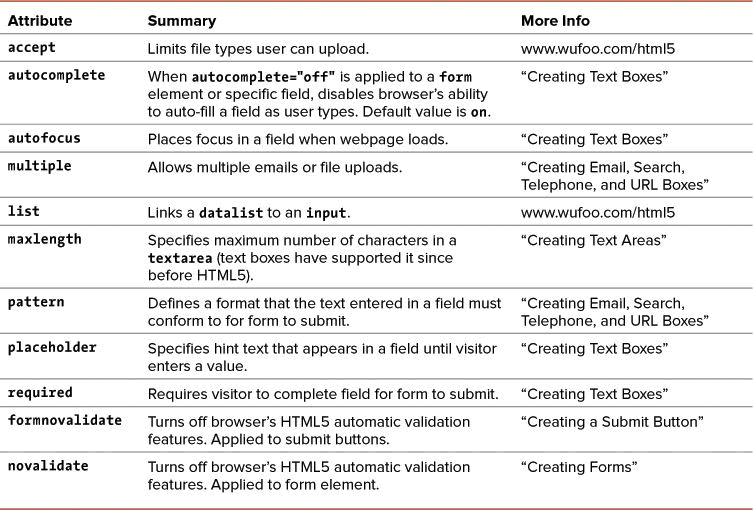 Attribute Summary More Info
accept Limits file types user can upload. www.wufoo.com/html5
autocomplete When autocomplete="off" is applied to a form “Creating Text Boxes”
element or specific field, disables browser’s ability
to auto-fill a field as user types. Default value is on.
autofocus Places focus in a field when webpage loads. “Creating Text Boxes”
multiple Allows multiple emails or file uploads. “Creating Email, Search,
Telephone, and URL Boxes”
list Links a datalist to an input. www.wufoo.com/html5
maxlength Specifies maximum number of characters in a “Creating Text Areas”
textarea (text boxes have supported it since
before HTML5).
pattern Defines a format that the text entered in a field must “Creating Email, Search,
conform to for form to submit. Telephone, and URL Boxes”
placeholder Specifies hint text that appears in a field until visitor “Creating Text Boxes”
enters a value.
required Requires visitor to complete field for form to submit. “Creating Text Boxes”
formnovalidate Turns off browser’s HTML5 automatic validation “Creating a Submit Button”
features. Applied to submit buttons.
novalidate Turns off browser’s HTML5 automatic validation “Creating Forms”
features. Applied to form element.